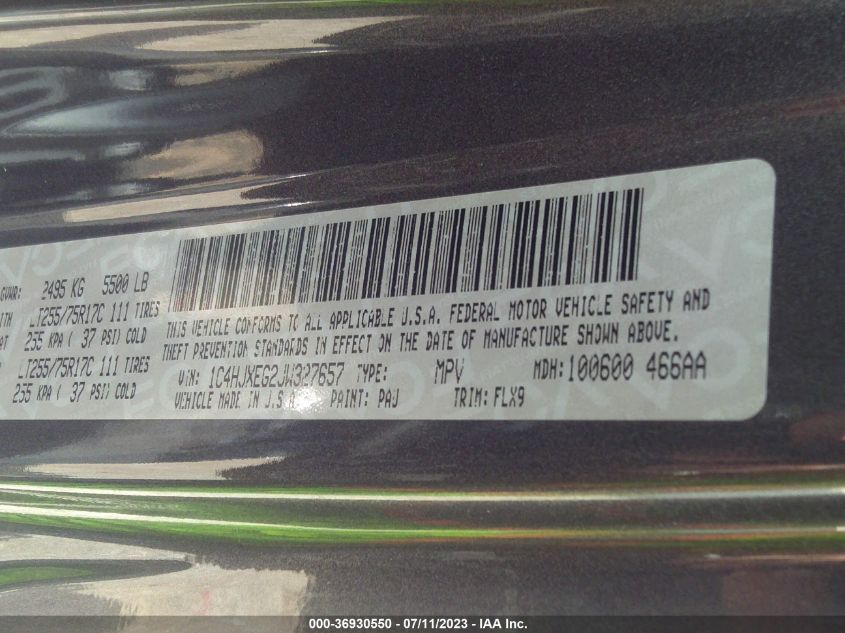 GVWR: 2495 KG 5500 LB
LT255/75R17C 111 TIRES
255 KPA ( 37 PSI) COLD
LT255/75R17C 111 TIRES
255 KPA ( 37 PSI) COLD
THIS VEHICLE CONFORMS TO ALL APPLICABLE U.S.A. FEDERAL MOTOR VEHICLE SAFETY AND
THEFT PREVENTION STANDARDS IN EFFECT ON THE DATE OF MANUFACTURE SHOWN ABOVE.
VIN: 1C4HJXEG2JW327657 TYPE: MPV MDH:100600 466AA
VEHICLE MADE IN U.S.A PAINT: PAJ TRIM: FLX9
000-36930550 - 07/11/2023 - IAA Inc.